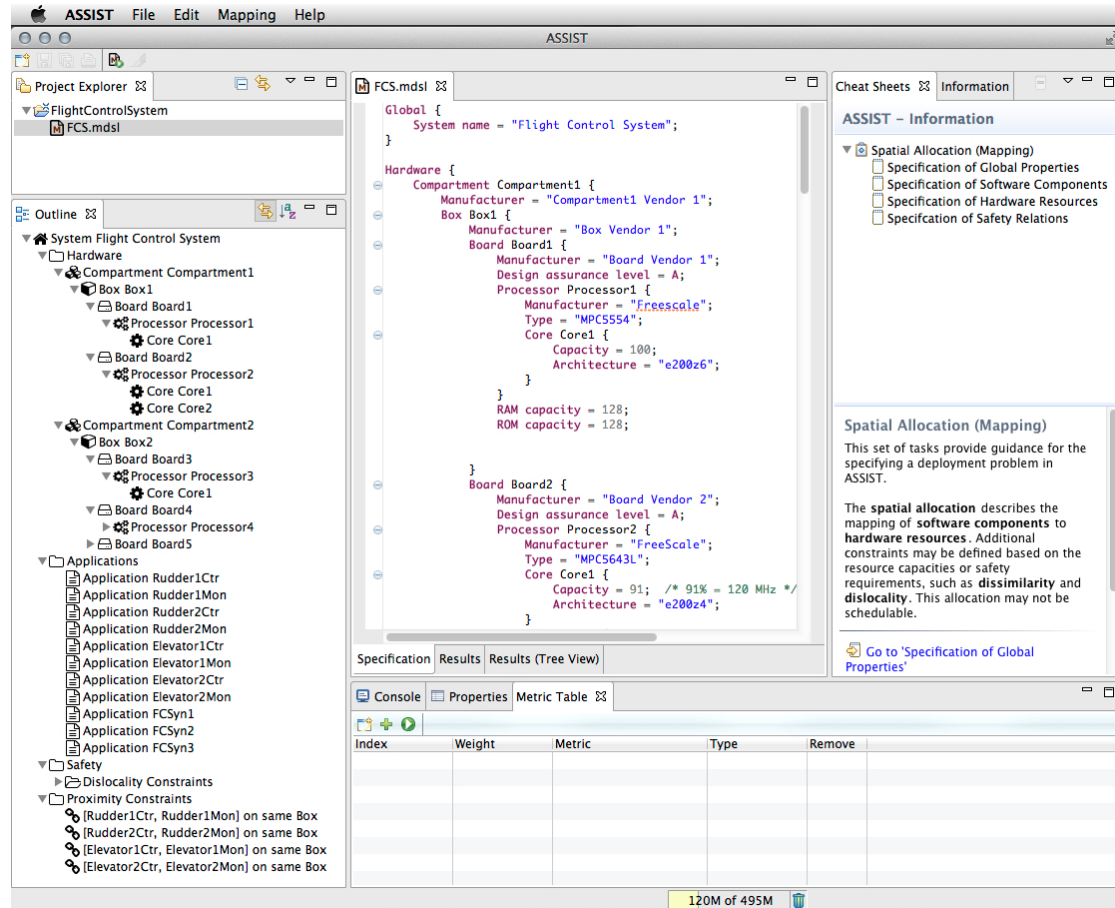 ASSIST File Edit Mapping Help
ASSIST
Project Explorer
FlightControlSystem
FCS.mdsl
Outline
System Flight Control System
Hardware
Compartment Compartment1
Box Box1
Board Board1
Processor Processor1
Core Core1
Board Board2
Processor Processor2
Core Core1
Core Core2
Compartment Compartment2
Box Box2
Board Board3
Processor Processor3
Core Core1
Board Board4
Processor Processor4
Board Board5
Applications
Application Rudder1Ctr
Application Rudder1Mon
Application Rudder2Ctr
Application Rudder2Mon
Application Elevator1Ctr
Application Elevator1Mon
Application Elevator2Ctr
Application Elevator2Mon
Application FCSyn1
Application FCSyn2
Application FCSyn3
Safety
Dislocality Constraints
Proximity Constraints
[Rudder1Ctr, Rudder1Mon] on same Box
[Rudder2Ctr, Rudder2Mon] on same Box
[Elevator1Ctr, Elevator1Mon] on same Box
[Elevator2Ctr, Elevator2Mon] on same Box
FCS.mdsl
Global {
System name = "Flight Control System";
}
Hardware {
Compartment Compartment1 {
Manufacturer = "Compartment1 Vendor 1";
Box Box1 {
Manufacturer = "Box Vendor 1";
Board Board1 {
Manufacturer = "Board Vendor 1";
Design assurance level = A;
Processor Processor1 {
Manufacturer = "Freescale";
Type = "MPC5554";
Core Core1 {
Capacity = 100;
Architecture = "e200z6";
}
}
RAM capacity = 128;
ROM capacity = 128;
}
Board Board2 {
Manufacturer = "Board Vendor 2";
Design assurance level = A;
Processor Processor2 {
Manufacturer = "FreeScale";
Type = "MPC5643L";
Core Core1 {
Capacity = 91; /* 91% = 120 MHz */
Architecture = "e200z4";
}
Specification Results Results (Tree View)
Cheat Sheets Information
ASSIST – Information
Spatial Allocation (Mapping)
Specification of Global Properties
Specification of Software Components
Specification of Hardware Resources
Specifcation of Safety Relations
Spatial Allocation (Mapping)
This set of tasks provide guidance for the
specifying a deployment problem in
ASSIST.
The spatial allocation describes the
mapping of software components to
hardware resources. Additional
constraints may be defined based on the
resource capacities or safety
requirements, such as dissimilarity and
dislocality. This allocation may not be
schedulable.
Go to 'Specification of Global
Properties'
Console Properties Metric Table
Index Weight Metric Type Remove
120M of 495M